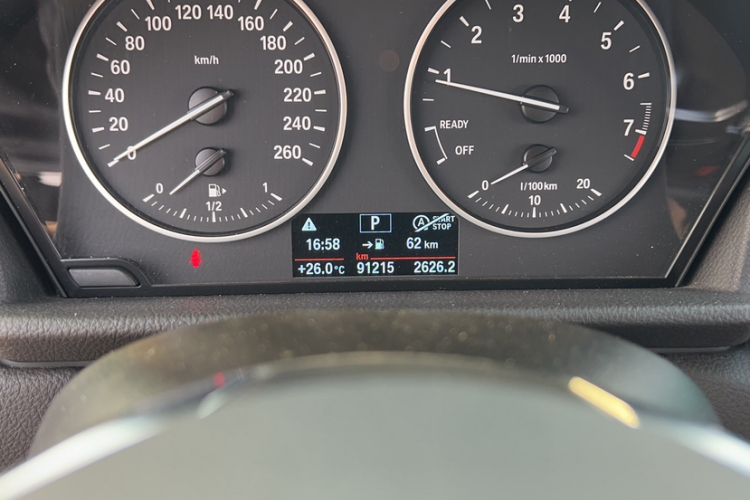 0 20 40 60 80 100 120 140 160 180 200 220 240 260
km/h
0 1/2 1
1 2 3 4 5 6 7
1/min x 1000
READY
OFF
0 10 20
l/100km
P
A START
STOP
16:58 62 km
km
+26.0°C 91215 2626.2